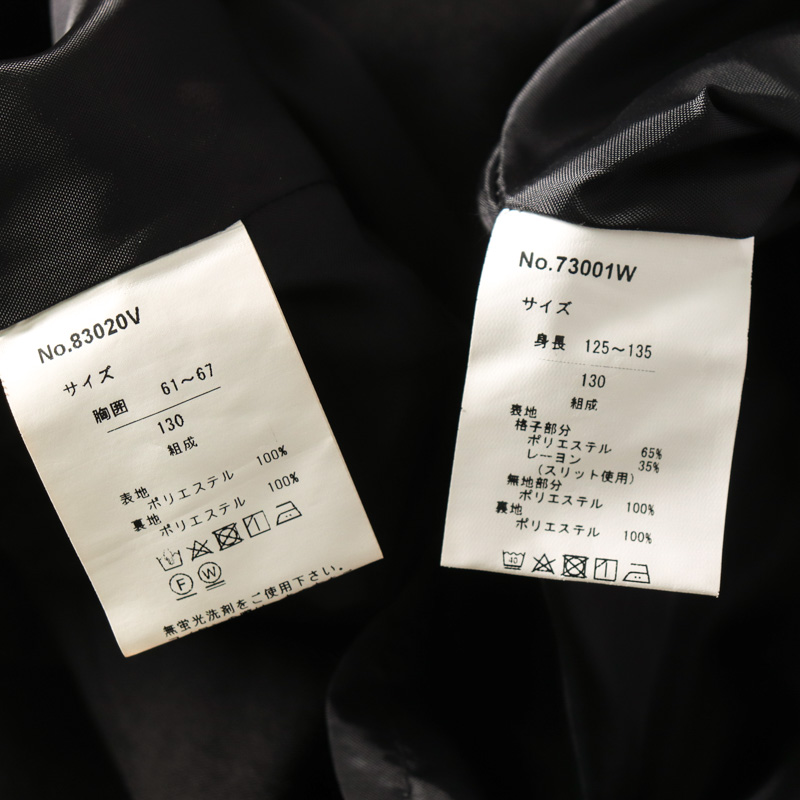 No.83020V
サイズ
胸囲 61～67
130
組成
表地
ポリエステル 100%
裏地
ポリエステル 100%
F W
無蛍光洗剤をご使用下さい。
No.73001W
サイズ
身長 125～135
130
組成
表地
格子部分
ポリエステル 65%
レーヨン 35%
(スリット使用)
無地部分
ポリエステル 100%
裏地
ポリエステル 100%
40